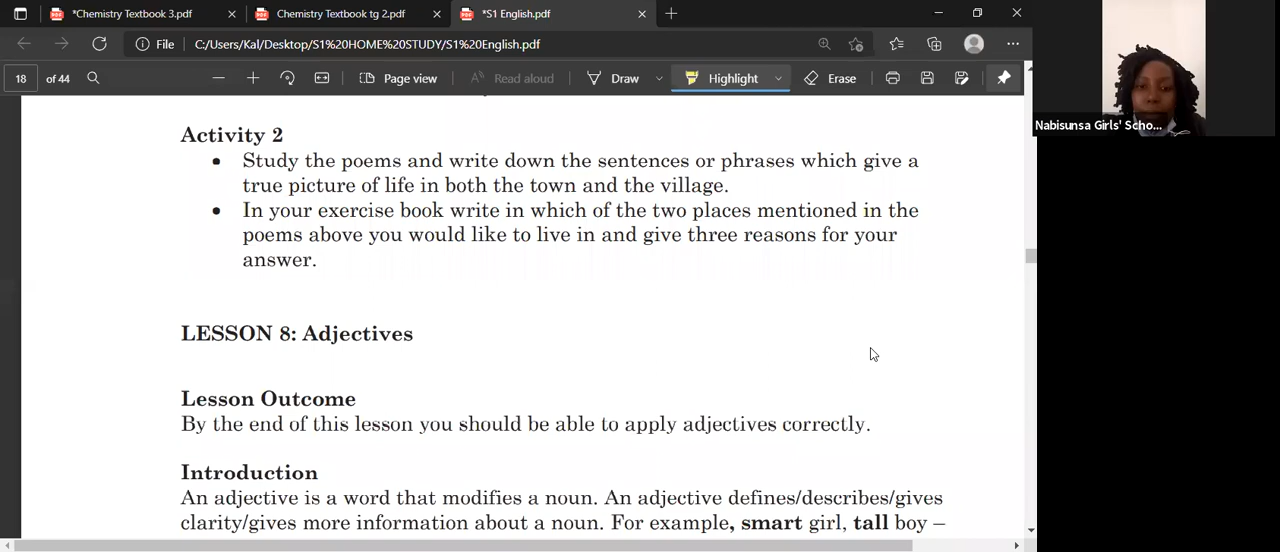 *Chemistry Textbook 3.pdf
Chemistry Textbook tg 2.pdf
*S1 English.pdf
File
C:/Users/Kal/Desktop/S1%20HOME%20STUDY/S1%20English.pdf
18 of 44
Page view
Read aloud
Draw
Highlight
Erase
Nabisunsa Girls' Scho...
Activity 2
• Study the poems and write down the sentences or phrases which give a
true picture of life in both the town and the village.
• In your exercise book write in which of the two places mentioned in the
poems above you would like to live in and give three reasons for your
answer.
LESSON 8: Adjectives
Lesson Outcome
By the end of this lesson you should be able to apply adjectives correctly.
Introduction
An adjective is a word that modifies a noun. An adjective defines/describes/gives
clarity/gives more information about a noun. For example, smart girl, tall boy –